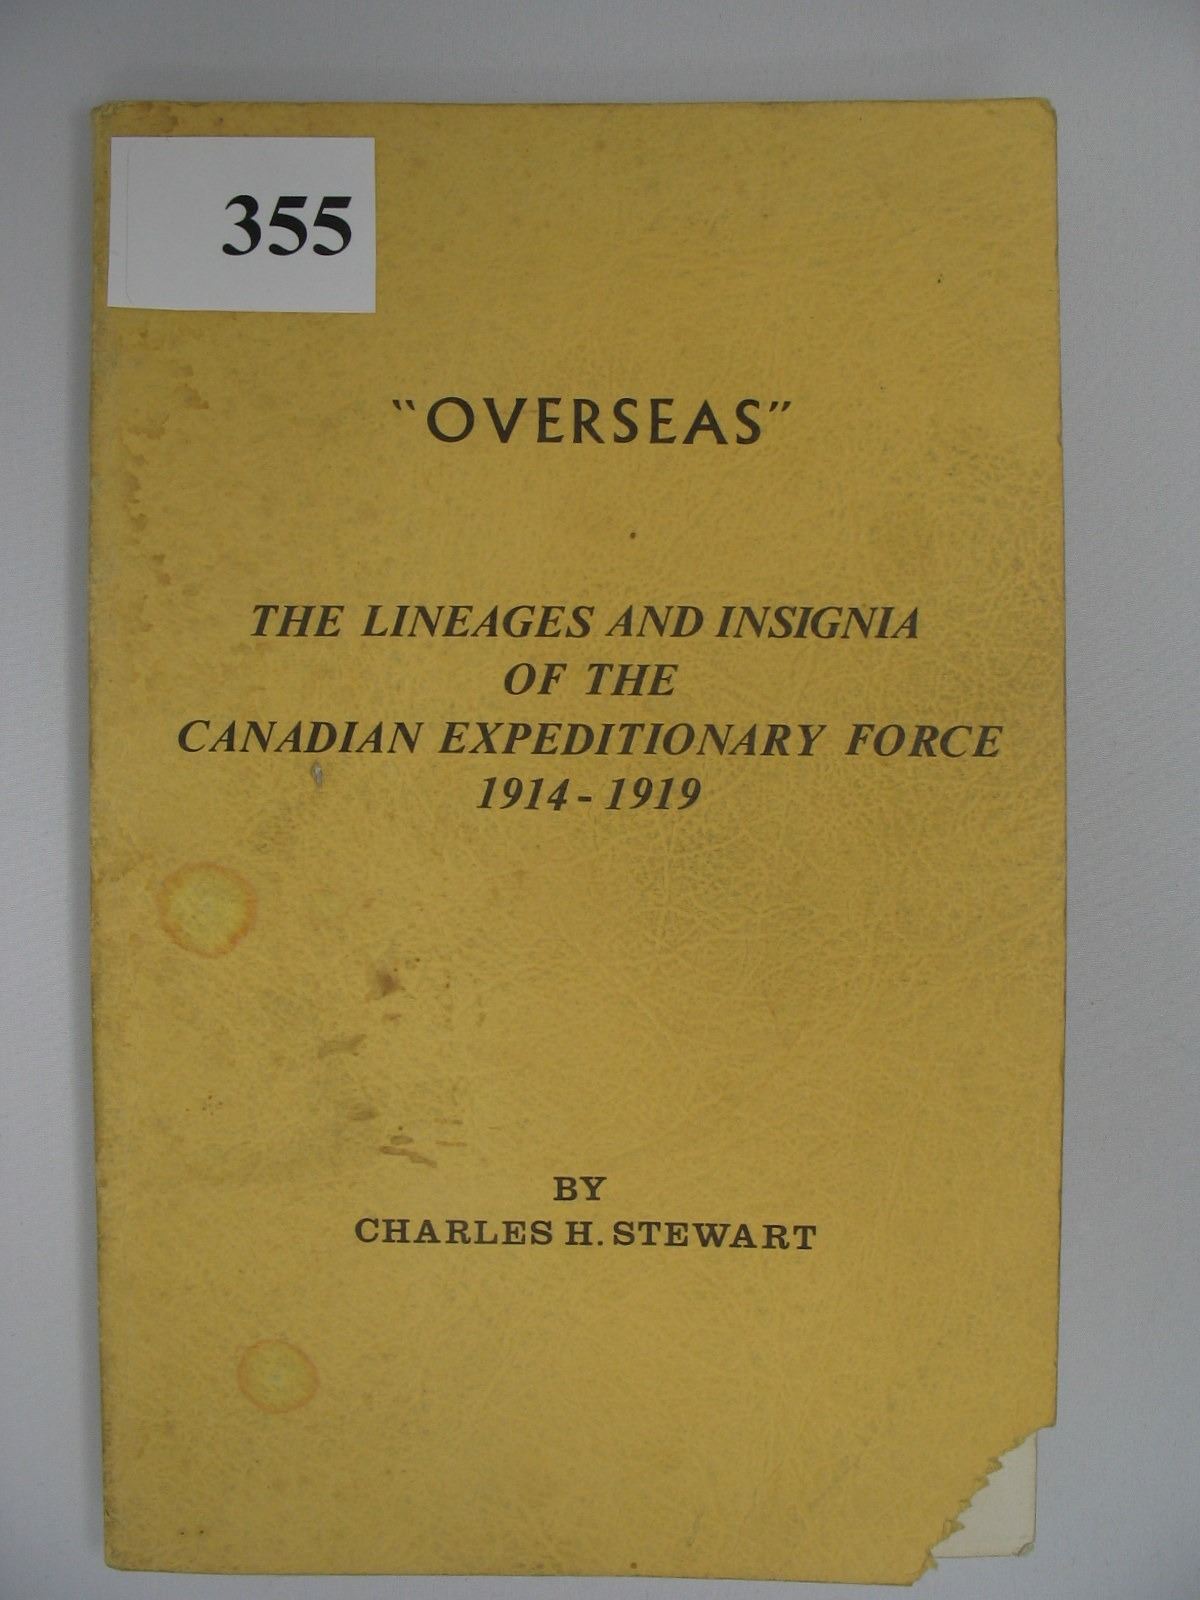 355
"OVERSEAS"
THE LINEAGES AND INSIGNIA
OF THE
CANADIAN EXPEDITIONARY FORCE
1914-1919
BY
CHARLES H. STEWART